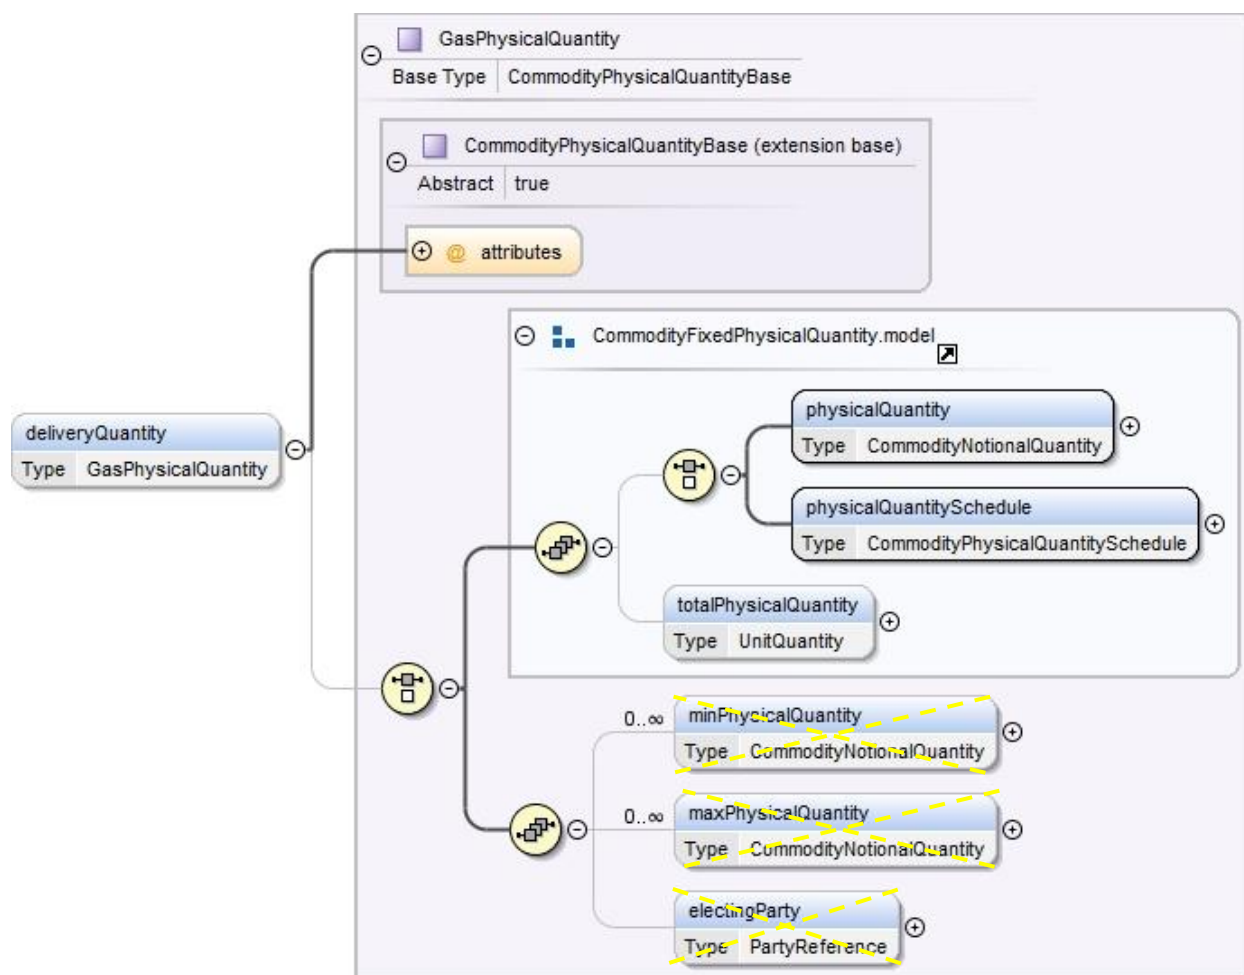 GasPhysicalQuantity
Base Type CommodityPhysicalQuantityBase
CommodityPhysicalQuantityBase (extension base)
Abstract true
@ attributes
CommodityFixedPhysicalQuantity.model
physicalQuantity
Type CommodityNotionalQuantity
deliveryQuantity
Type GasPhysicalQuantity
physicalQuantitySchedule
Type CommodityPhysicalQuantitySchedule
totalPhysicalQuantity
Type UnitQuantity
0..∞ minPhysicalQuantity
Type CommodityNotionalQuantity
0..∞ maxPhysicalQuantity
Type CommodityNotionalQuantity
electingParty
Type PartyReference